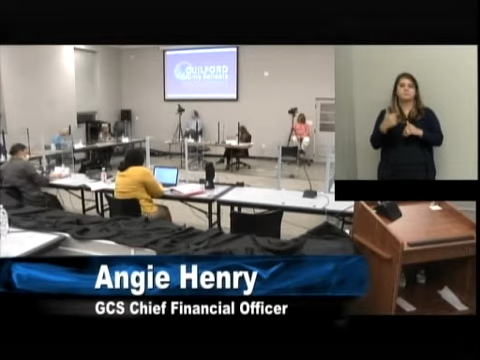 GUILFORD
County Schools
Angie Henry
GCS Chief Financial Officer